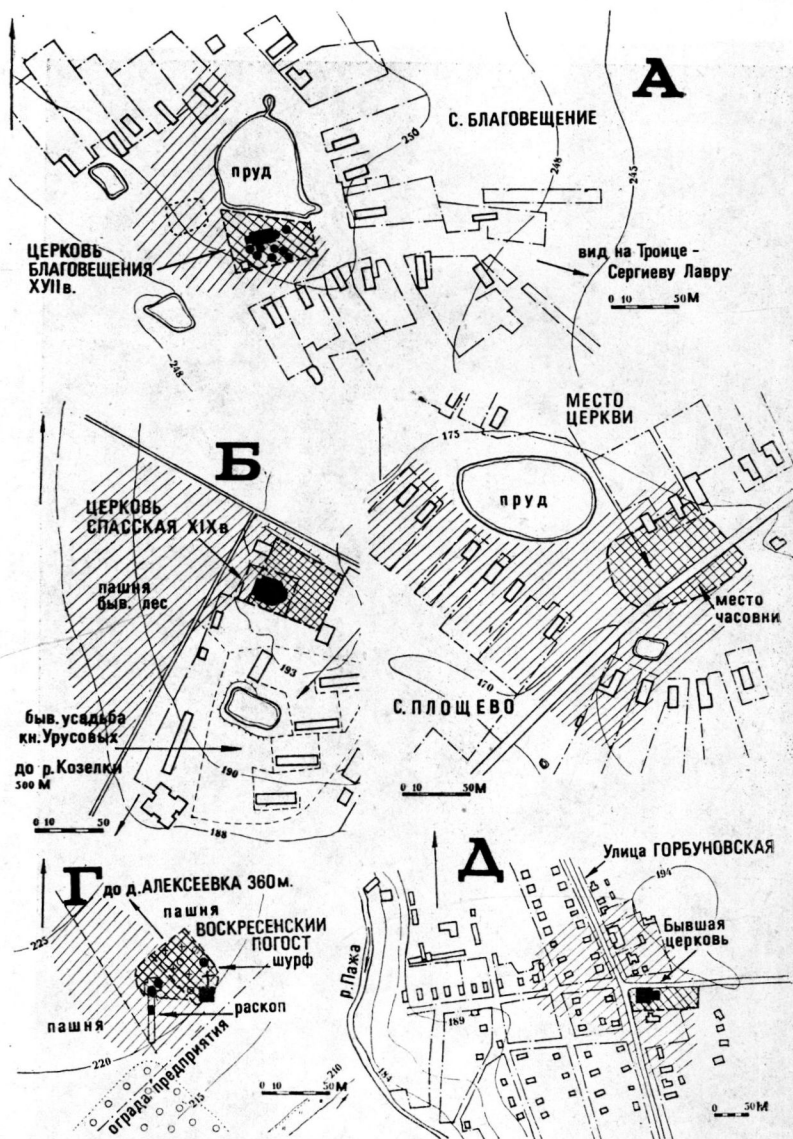 А
С. БЛАГОВЕЩЕНИЕ
250
248
245
пруд
ЦЕРКОВЬ
БЛАГОВЕЩЕНИЯ
ХУІІв.
вид на Троице-
Сергиеву Лавру
0 10 50М
248
Б
ЦЕРКОВЬ
СПАССКАЯ XIXв
пашня
быв. лес
193
быв. усадьба
кн. Урусовых
до р. Козелки
500 М
190
188
0 10 50
МЕСТО
ЦЕРКВИ
175
пруд
место
часовни
170
С. ПЛОЩЕВО
0 10 50М
Г
до д. АЛЕКСЕЕВКА 360м.
пашня
ВОСКРЕСЕНСКИЙ
ПОГОСТ
шурф
225
раскоп
пашня
220
ограда предприятия
215
210
0 10 50М
Д
Улица ГОРБУНОВСКАЯ
194
р. Пажа
Бывшая
церковь
189
184
0 50М